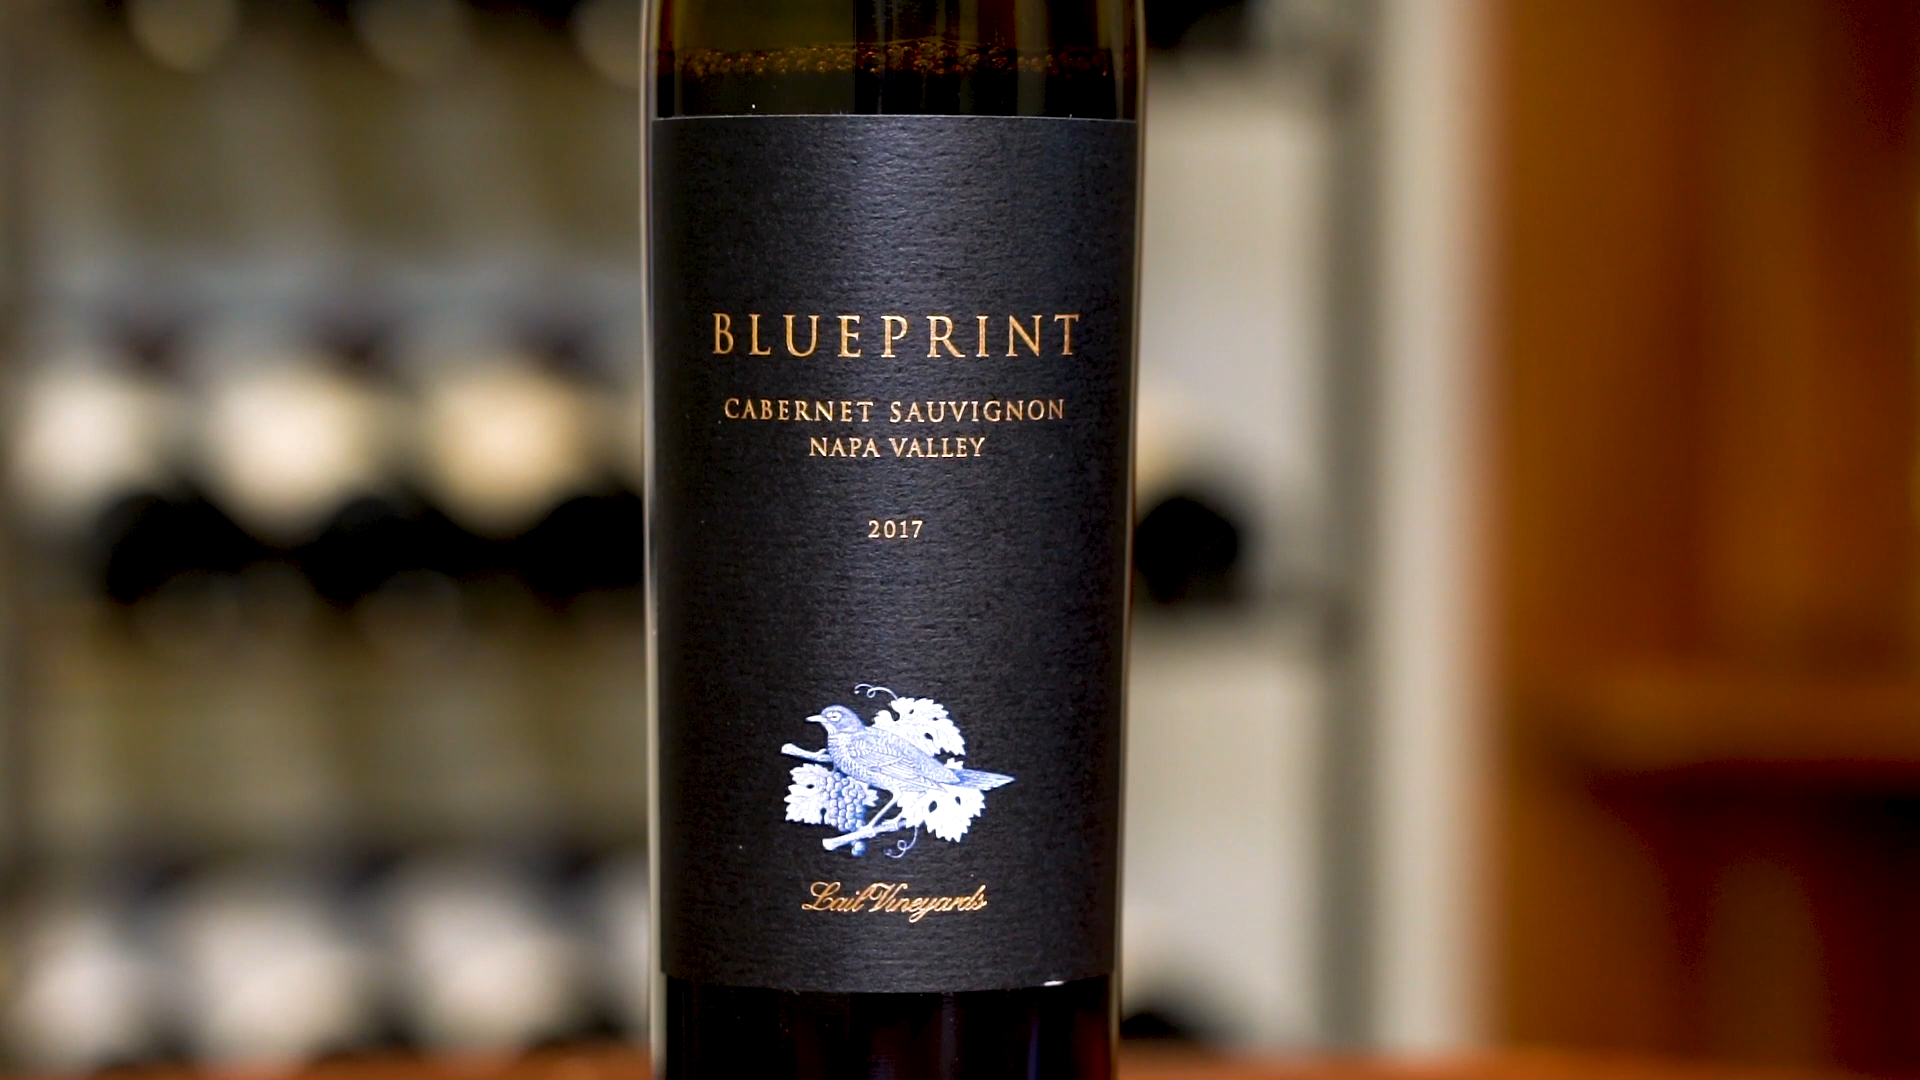 BLUEPRINT
CABERNET SAUVIGNON
NAPA VALLEY
2017
Lail Vineyards